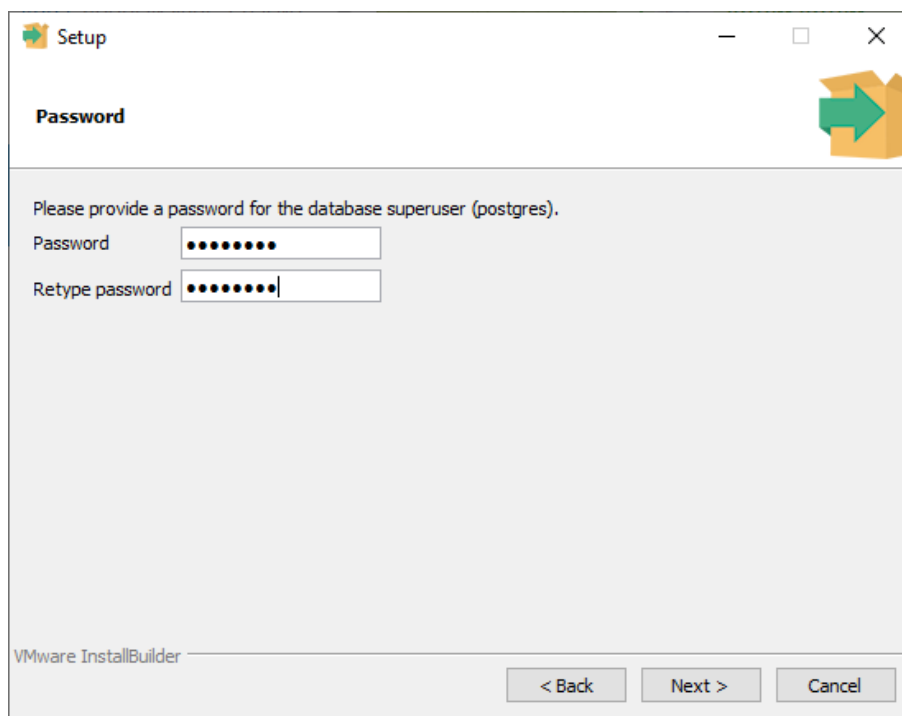 Setup
Password
Please provide a password for the database superuser (postgres).
Password ●●●●●●●●
Retype password ●●●●●●●●
VMware InstallBuilder
< Back Next > Cancel